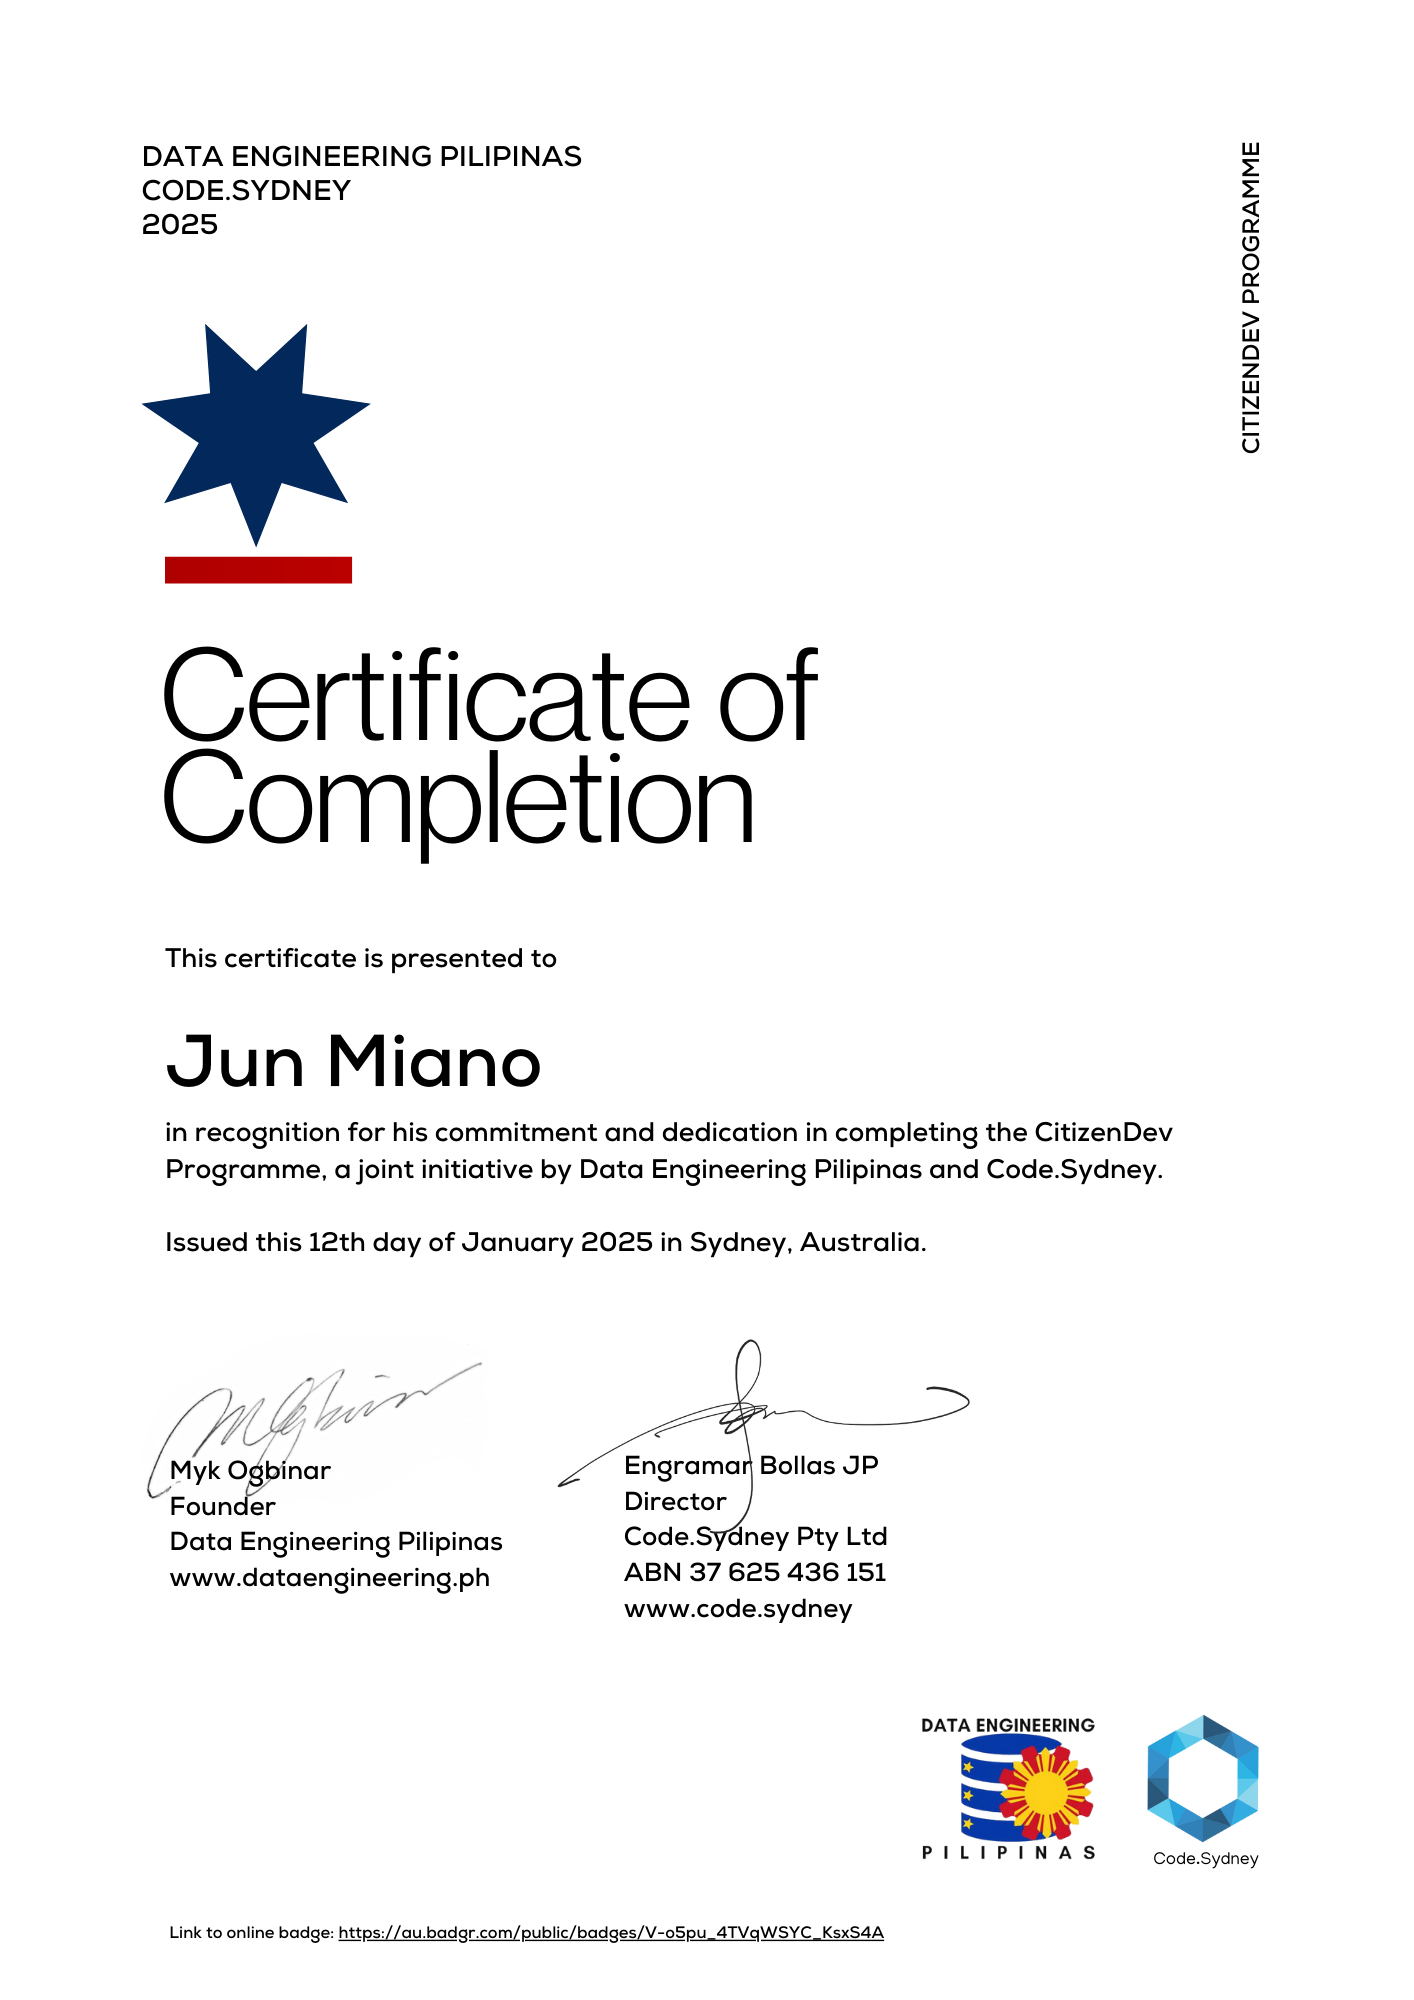 DATA ENGINEERING PILIPINAS
CODE.SYDNEY
2025
CITIZENDEV PROGRAMME
Certificate of
Completion
This certificate is presented to
Jun Miano
in recognition for his commitment and dedication in completing the CitizenDev
Programme, a joint initiative by Data Engineering Pilipinas and Code.Sydney.
Issued this 12th day of January 2025 in Sydney, Australia.
Myk Ogbinar
Founder
Data Engineering Pilipinas
www.dataengineering.ph
Engramar Bollas JP
Director
Code.Sydney Pty Ltd
ABN 37 625 436 151
www.code.sydney
DATA ENGINEERING
PILIPINAS
Code.Sydney
Link to online badge: https://au.badgr.com/public/badges/V-o5pu_4TVqWSYC_KsxS4A